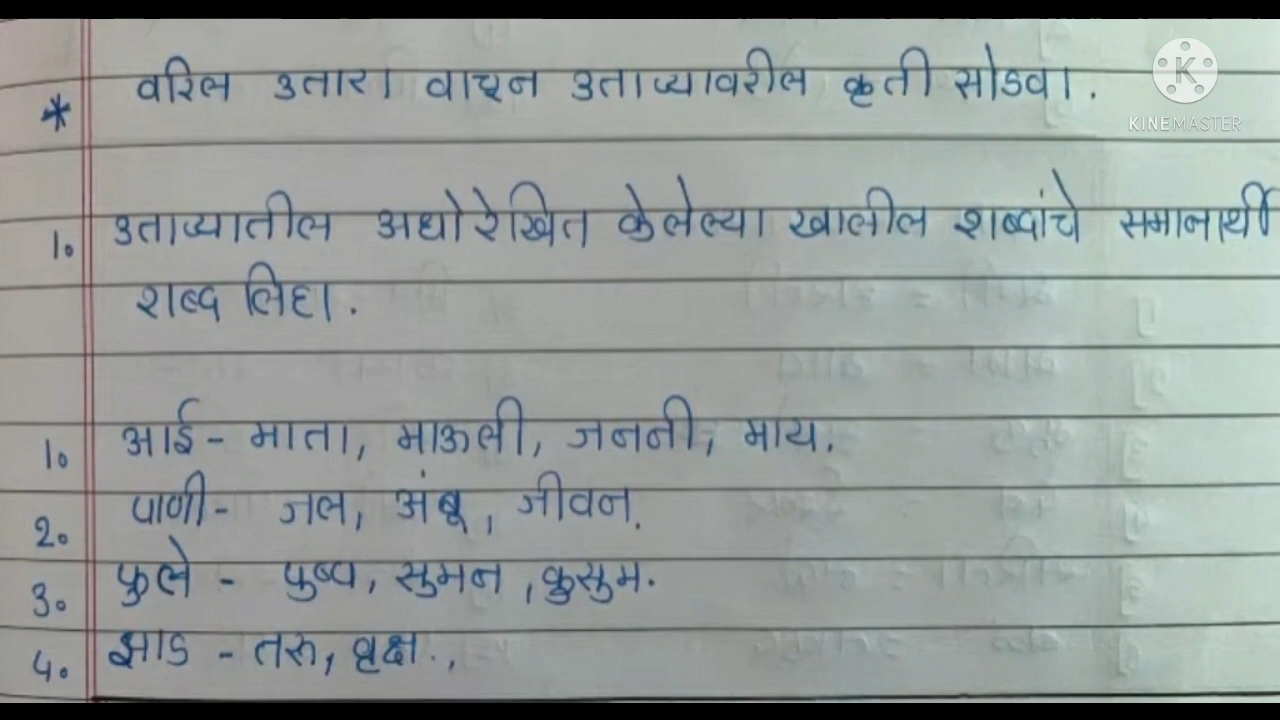 * वरिल उतारा वाचून उताऱ्यावरील कृती सोडवा.
KINEMASTER
1. उताऱ्यातील अधोरेखित केलेल्या खालील शब्दांचे समानार्थी
शब्द लिहा.
1. आई - माता, माऊली, जननी, माय.
2. पाणी - जल, अंबू, जीवन.
3. फुले - पुष्प, सुमन, कुसुम.
4. झाड - तरु, वृक्ष.,